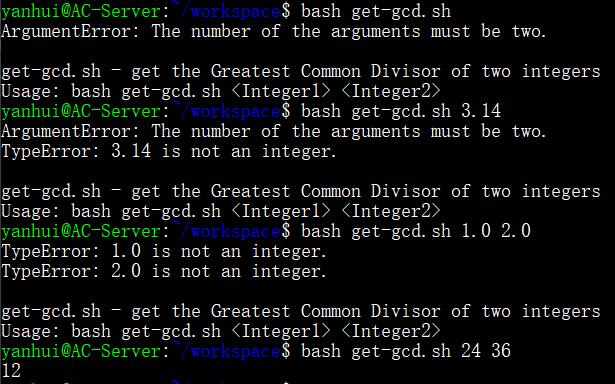 yanhui@AC-Server:~/workspace$ bash get-gcd.sh
ArgumentError: The number of the arguments must be two.
get-gcd.sh - get the Greatest Common Divisor of two integers
Usage: bash get-gcd.sh <Integer1> <Integer2>
yanhui@AC-Server:~/workspace$ bash get-gcd.sh 3.14
ArgumentError: The number of the arguments must be two.
TypeError: 3.14 is not an integer.
get-gcd.sh - get the Greatest Common Divisor of two integers
Usage: bash get-gcd.sh <Integer1> <Integer2>
yanhui@AC-Server:~/workspace$ bash get-gcd.sh 1.0 2.0
TypeError: 1.0 is not an integer.
TypeError: 2.0 is not an integer.
get-gcd.sh - get the Greatest Common Divisor of two integers
Usage: bash get-gcd.sh <Integer1> <Integer2>
yanhui@AC-Server:~/workspace$ bash get-gcd.sh 24 36
12